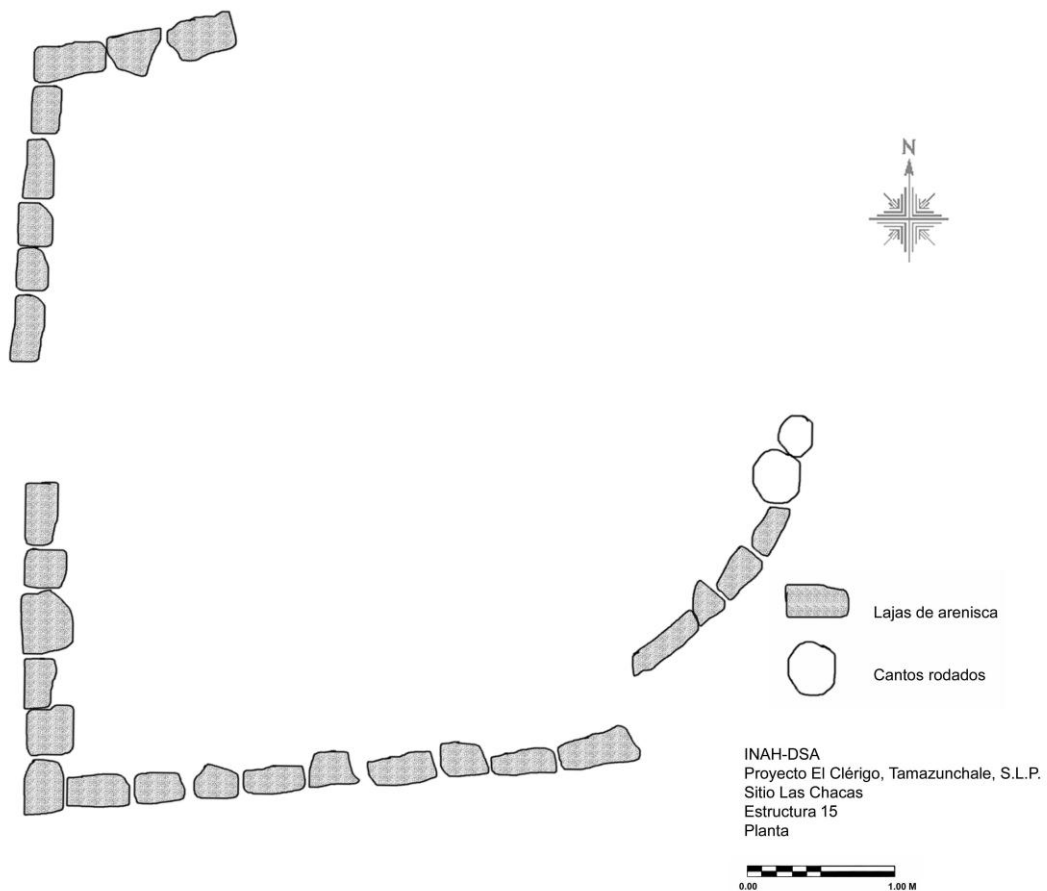 N
Lajas de arenisca
Cantos rodados
INAH-DSA
Proyecto El Clérigo, Tamazunchale, S.L.P.
Sitio Las Chacas
Estructura 15
Planta
0.00 1.00 M